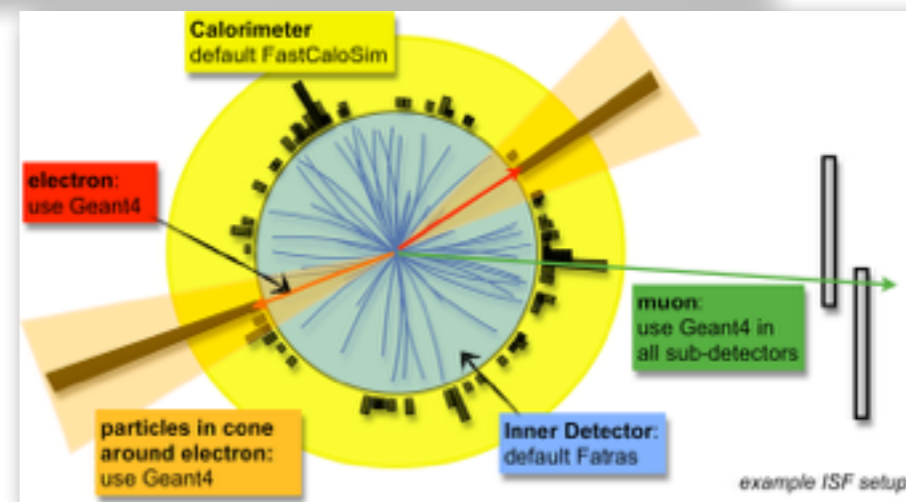 Calorimeter
default FastCaloSim
electron:
use Geant4
muon:
use Geant4 in
all sub-detectors
particles in cone
around electron:
use Geant4
Inner Detector:
default Fatras
example ISF setup